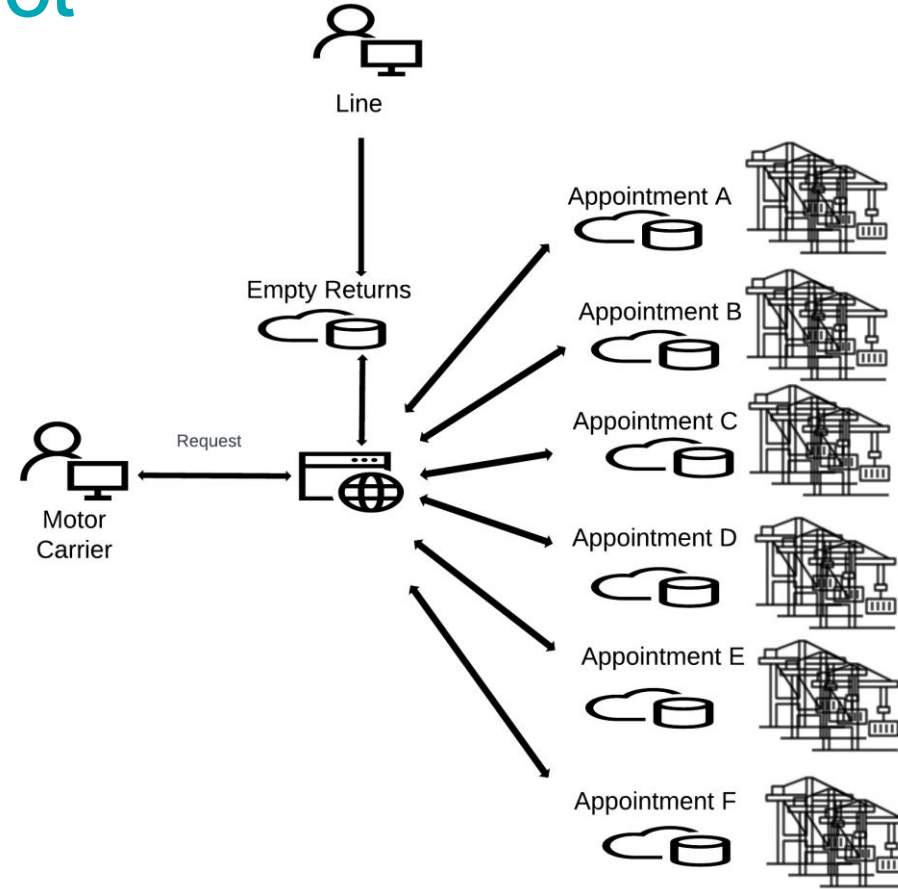 Line
Appointment A
Empty Returns
Appointment B
Appointment C
Request
Motor
Carrier
Appointment D
Appointment E
Appointment F